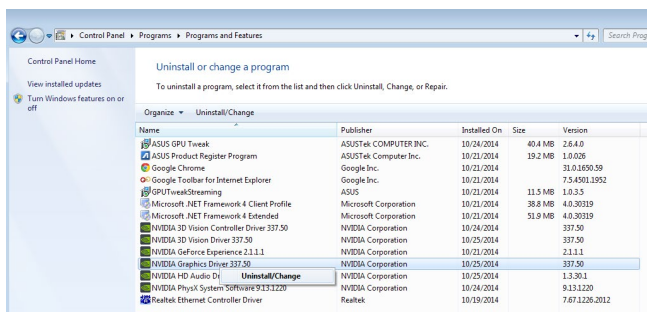 Control Panel ▸ Programs ▸ Programs and Features
Search Prog
Control Panel Home
View installed updates
Turn Windows features on or
off
Uninstall or change a program
To uninstall a program, select it from the list and then click Uninstall, Change, or Repair.
Organize Uninstall/Change
Name Publisher Installed On Size Version
ASUS GPU Tweak ASUSTek COMPUTER INC. 10/24/2014 40.4 MB 2.6.4.0
ASUS Product Register Program ASUSTek Computer Inc. 10/21/2014 19.2 MB 1.0.026
Google Chrome Google Inc. 10/21/2014 31.0.1650.59
Google Toolbar for Internet Explorer Google Inc. 10/21/2014 7.5.4501.1952
GPUTweakStreaming ASUS 10/21/2014 11.5 MB 1.0.3.5
Microsoft .NET Framework 4 Client Profile Microsoft Corporation 10/21/2014 38.8 MB 4.0.30319
Microsoft .NET Framework 4 Extended Microsoft Corporation 10/21/2014 51.9 MB 4.0.30319
NVIDIA 3D Vision Controller Driver 337.50 NVIDIA Corporation 10/24/2014 337.50
NVIDIA 3D Vision Driver 337.50 NVIDIA Corporation 10/25/2014 337.50
NVIDIA GeForce Experience 2.1.1.1 NVIDIA Corporation 10/21/2014 2.1.1.1
NVIDIA Graphics Driver 337.50 NVIDIA Corporation 10/25/2014 337.50
NVIDIA HD Audio Dr Uninstall/Change NVIDIA Corporation 10/25/2014 1.3.30.1
NVIDIA PhysX System Software 9.13.1220 NVIDIA Corporation 10/24/2014 9.13.1220
Realtek Ethernet Controller Driver Realtek 10/19/2014 7.67.1226.2012